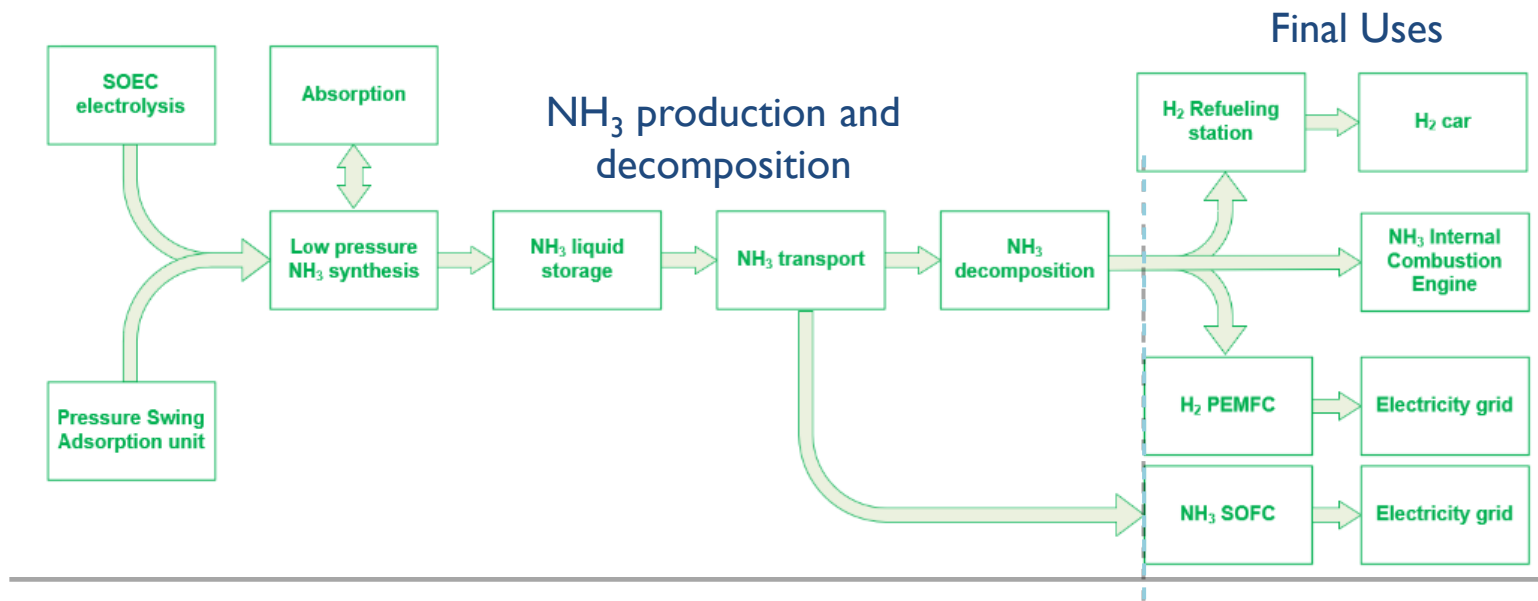 Final Uses
SOEC
electrolysis
Absorption
NH₃ production and
decomposition
H₂ Refueling
station
H₂ car
Low pressure
NH₃ synthesis
NH₃ liquid
storage
NH₃ transport
NH₃
decomposition
NH₃ Internal
Combustion
Engine
Pressure Swing
Adsorption unit
H₂ PEMFC
Electricity grid
NH₃ SOFC
Electricity grid